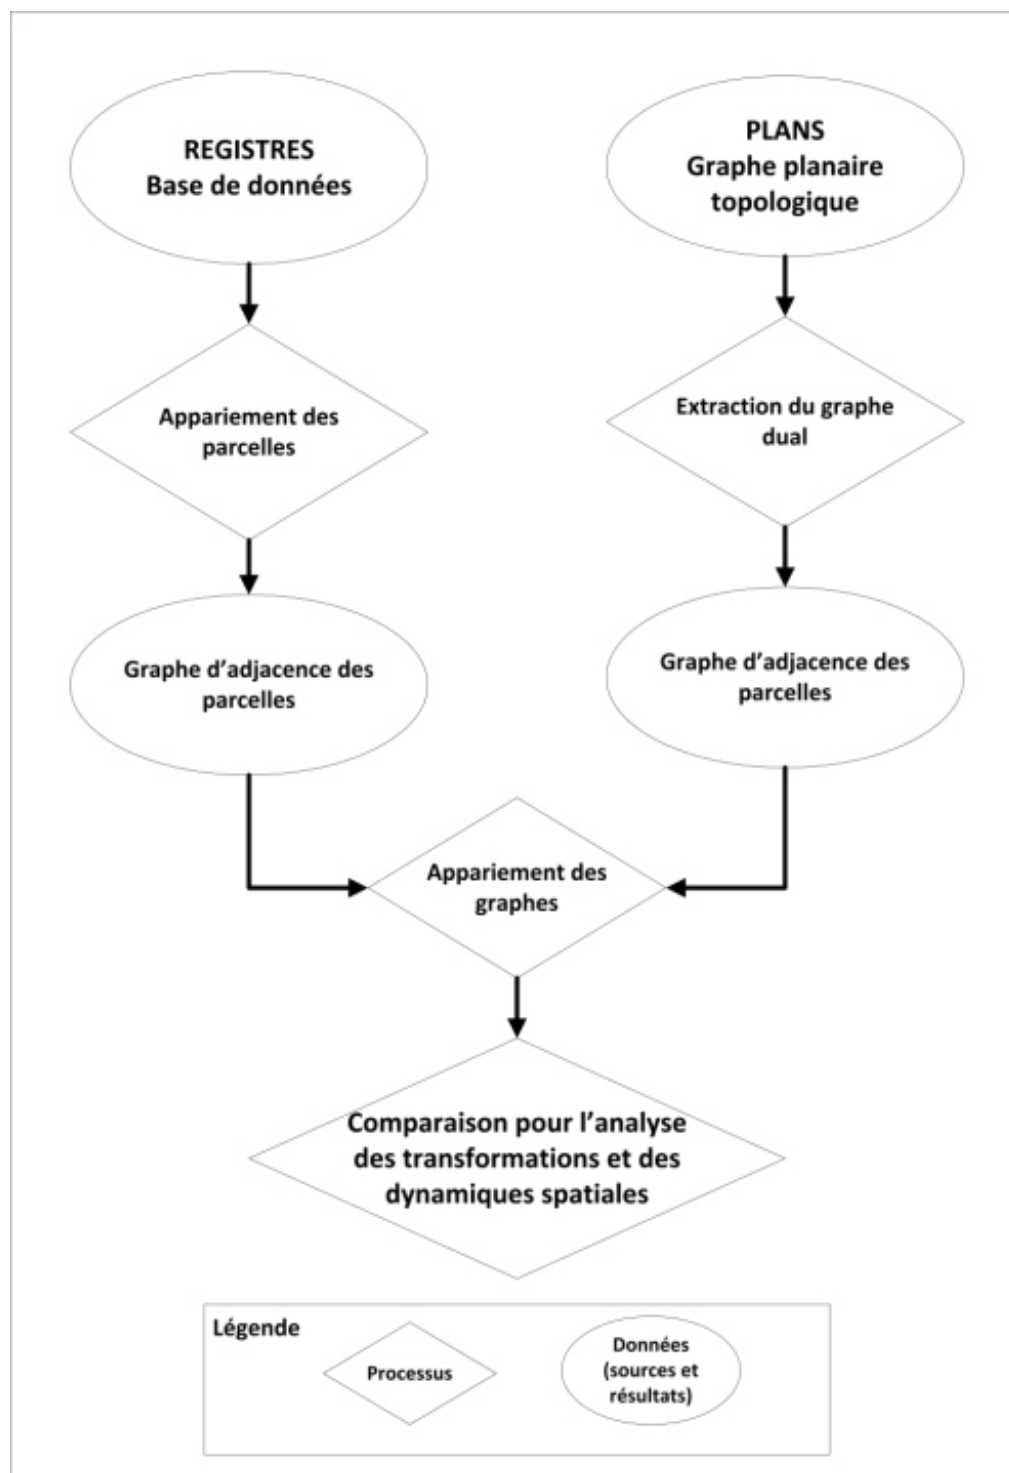 REGISTRES
Base de données
PLANS
Graphe planaire
topologique
Appariement des
parcelles
Extraction du graphe
dual
Graphe d’adjacence des
parcelles
Graphe d’adjacence des
parcelles
Appariement des
graphes
Comparaison pour l’analyse
des transformations et des
dynamiques spatiales
Légende
Processus
Données
(sources et
résultats)